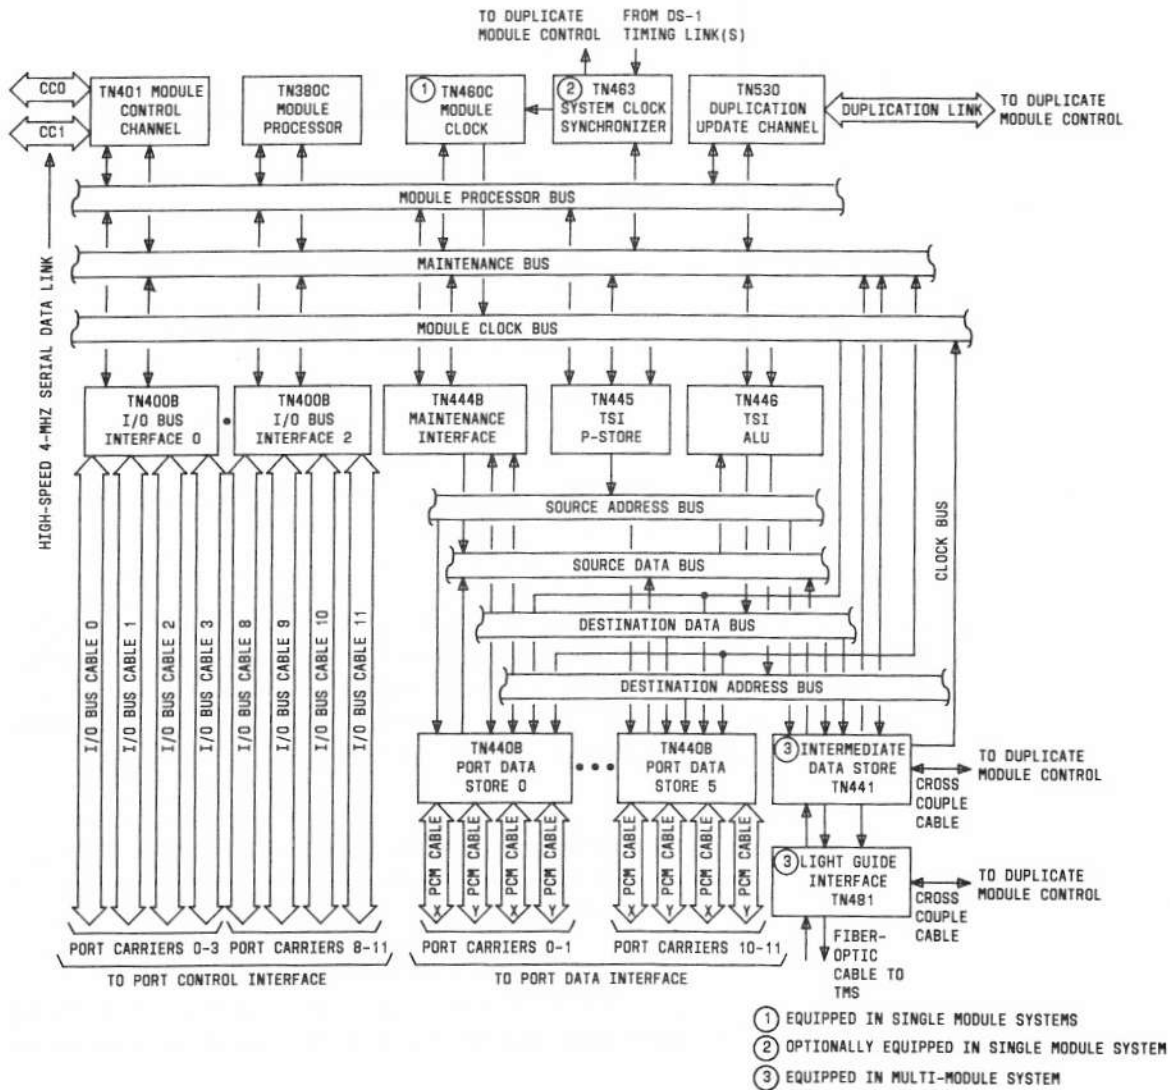 TO DUPLICATE
MODULE CONTROL
FROM DS-1
TIMING LINK(S)
CC0
CC1
TN401 MODULE
CONTROL
CHANNEL
TN380C
MODULE
PROCESSOR
1 TN460C
MODULE
CLOCK
2 TN463
SYSTEM CLOCK
SYNCHRONIZER
TN530
DUPLICATION
UPDATE CHANNEL
DUPLICATION LINK
TO DUPLICATE
MODULE CONTROL
MODULE PROCESSOR BUS
MAINTENANCE BUS
MODULE CLOCK BUS
HIGH-SPEED 4-MHZ SERIAL DATA LINK
TN400B
I/O BUS
INTERFACE 0
TN400B
I/O BUS
INTERFACE 2
TN444B
MAINTENANCE
INTERFACE
TN445
TSI
P-STORE
TN446
TSI
ALU
SOURCE ADDRESS BUS
SOURCE DATA BUS
DESTINATION DATA BUS
DESTINATION ADDRESS BUS
CLOCK BUS
I/O BUS CABLE 0
I/O BUS CABLE 1
I/O BUS CABLE 2
I/O BUS CABLE 3
I/O BUS CABLE 8
I/O BUS CABLE 9
I/O BUS CABLE 10
I/O BUS CABLE 11
TN440B
PORT DATA
STORE 0
TN440B
PORT DATA
STORE 5
3 INTERMEDIATE
DATA STORE
TN441
TO DUPLICATE
MODULE CONTROL
CROSS
COUPLE
CABLE
X PCM CABLE
Y PCM CABLE
X PCM CABLE
Y PCM CABLE
X PCM CABLE
Y PCM CABLE
X PCM CABLE
Y PCM CABLE
3 LIGHT GUIDE
INTERFACE
TN481
TO DUPLICATE
MODULE CONTROL
CROSS
COUPLE
CABLE
PORT CARRIERS 0-3
PORT CARRIERS 8-11
PORT CARRIERS 0-1
PORT CARRIERS 10-11
TO PORT CONTROL INTERFACE
TO PORT DATA INTERFACE
FIBER-
OPTIC
CABLE TO
TMS
1 EQUIPPED IN SINGLE MODULE SYSTEMS
2 OPTIONALLY EQUIPPED IN SINGLE MODULE SYSTEM
3 EQUIPPED IN MULTI-MODULE SYSTEM